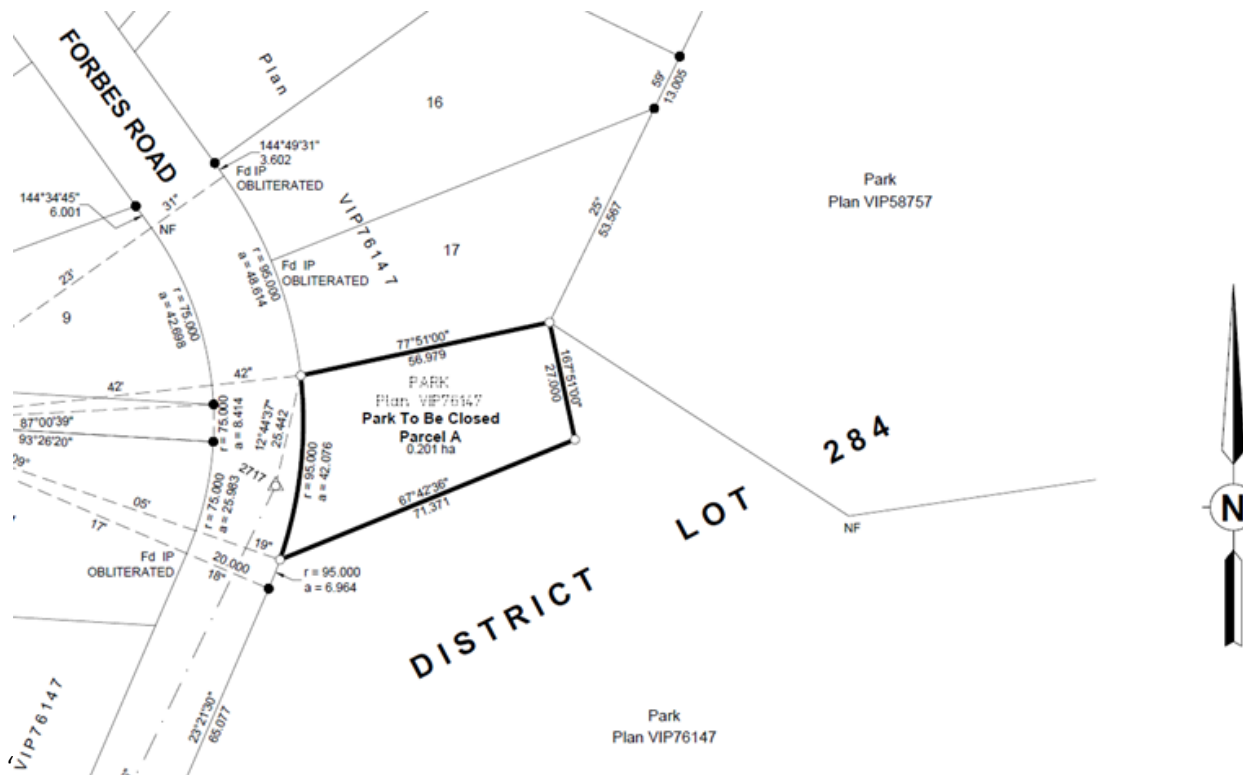 FORBES ROAD
Plan
16
59'
13.005
144°49'31"
3.602
Fd IP
OBLITERATED
144°34'45"
6.001
31"
NF
VIP76147
25"
53.567
Park
Plan VIP58757
23'
17
r = 95.000
a = 48.614
Fd IP
OBLITERATED
r = 75.000
a = 42.698
9
77°51'00"
56.979
167°51'00"
27.000
42'
42"
PARK
Plan VIP76147
Park To Be Closed
Parcel A
0.201 ha
87°00'39"
93°26'20"
r = 75.000
a = 8.414
12°44'37"
25.442
284
N
09"
2717
r = 95.000
a = 42.076
67°42'36"
71.371
LOT
r = 75.000
a = 25.983
05'
17'
19"
NF
Fd IP
OBLITERATED
20.000
18"
r = 95.000
a = 6.964
DISTRICT
VIP76147
23°21'30"
65.077
Park
Plan VIP76147